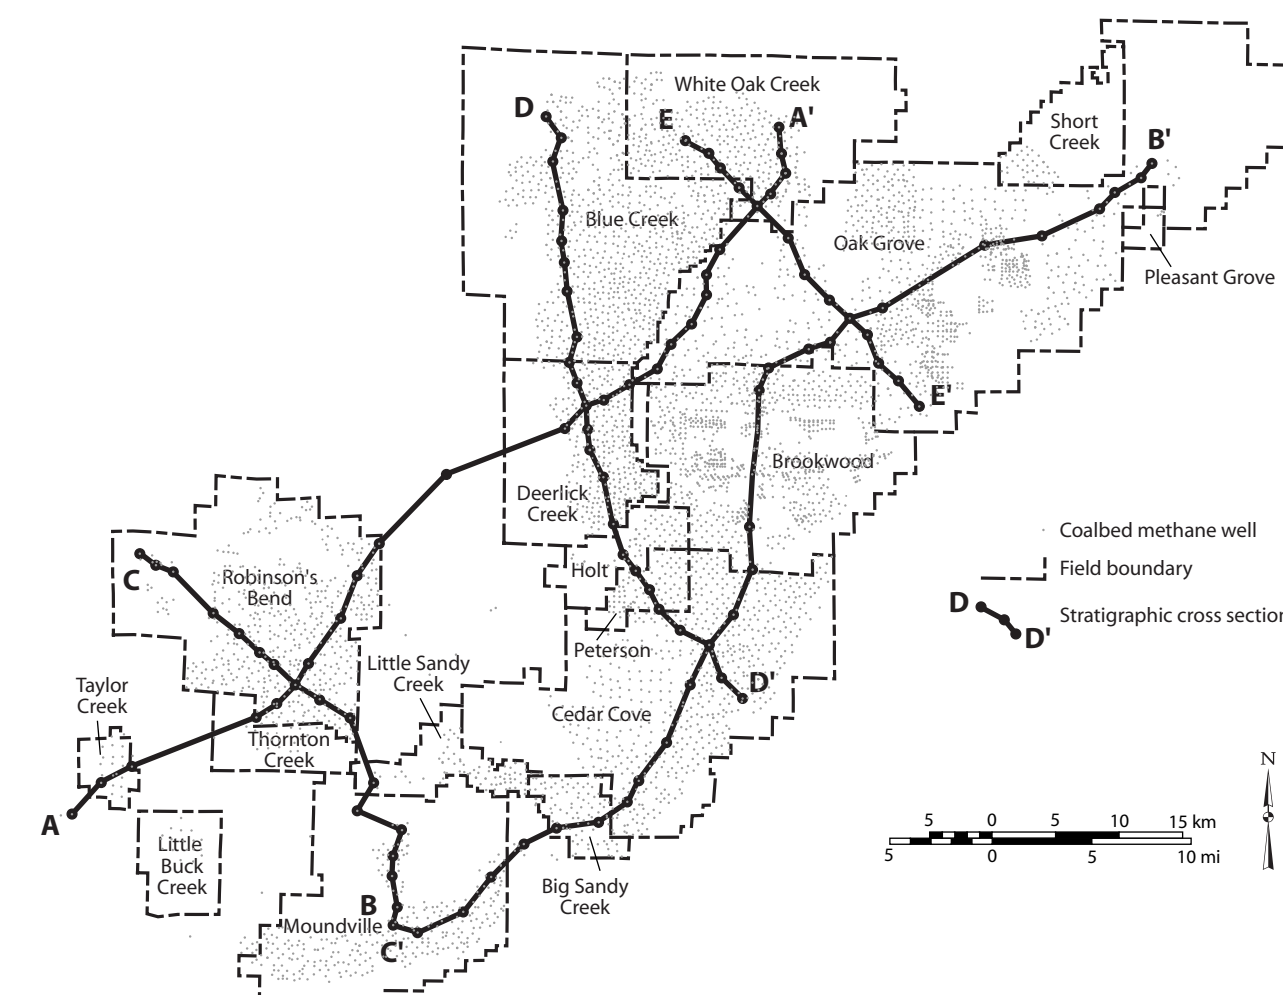 White Oak Creek
D
E
A'
Short
Creek
B'
Blue Creek
Oak Grove
Pleasant Grove
E'
Brookwood
Deerlick
Creek
Coalbed methane well
Holt
Field boundary
C
Robinson's
Bend
D
Stratigraphic cross section
D'
Peterson
Little Sandy
Creek
Taylor
Creek
D'
Cedar Cove
Thornton
Creek
N
A
5 0 5 10 15 km
5 0 5 10 mi
Little
Buck
Creek
Big Sandy
Creek
B
Moundville
C'